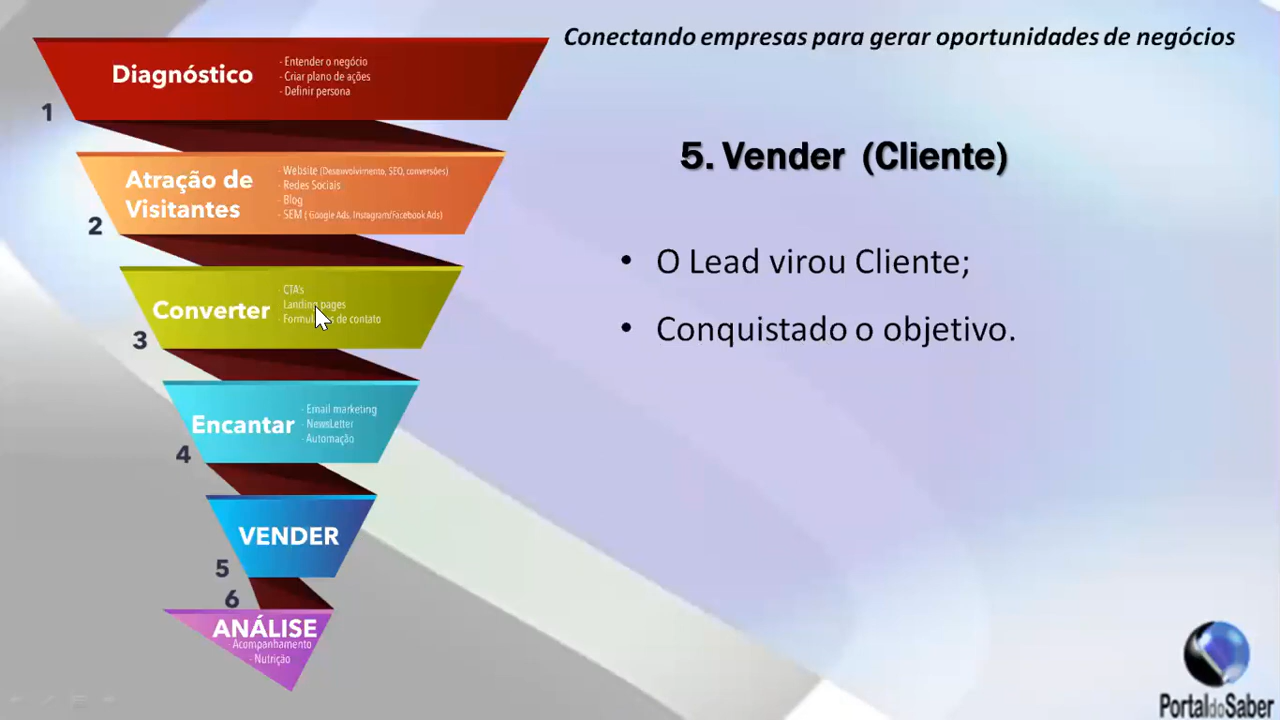 Conectando empresas para gerar oportunidades de negócios
Diagnóstico
- Entender o negócio
- Criar plano de ações
- Definir persona
1
Atração de
Visitantes
- Website (Desenvolvimento, SEO, conversões)
- Redes Sociais
- Blog
- SEM ( Google Ads, Instagram/Facebook Ads)
2
Converter
- CTA's
Landing pages
- de contato
3
Encantar
- Email marketing
- NewsLetter
- Automação
4
VENDER
5
6
ANÁLISE
Acompanhamento
- Nutrição
5. Vender (Cliente)
• O Lead virou Cliente;
• Conquistado o objetivo.
PortaldoSaber